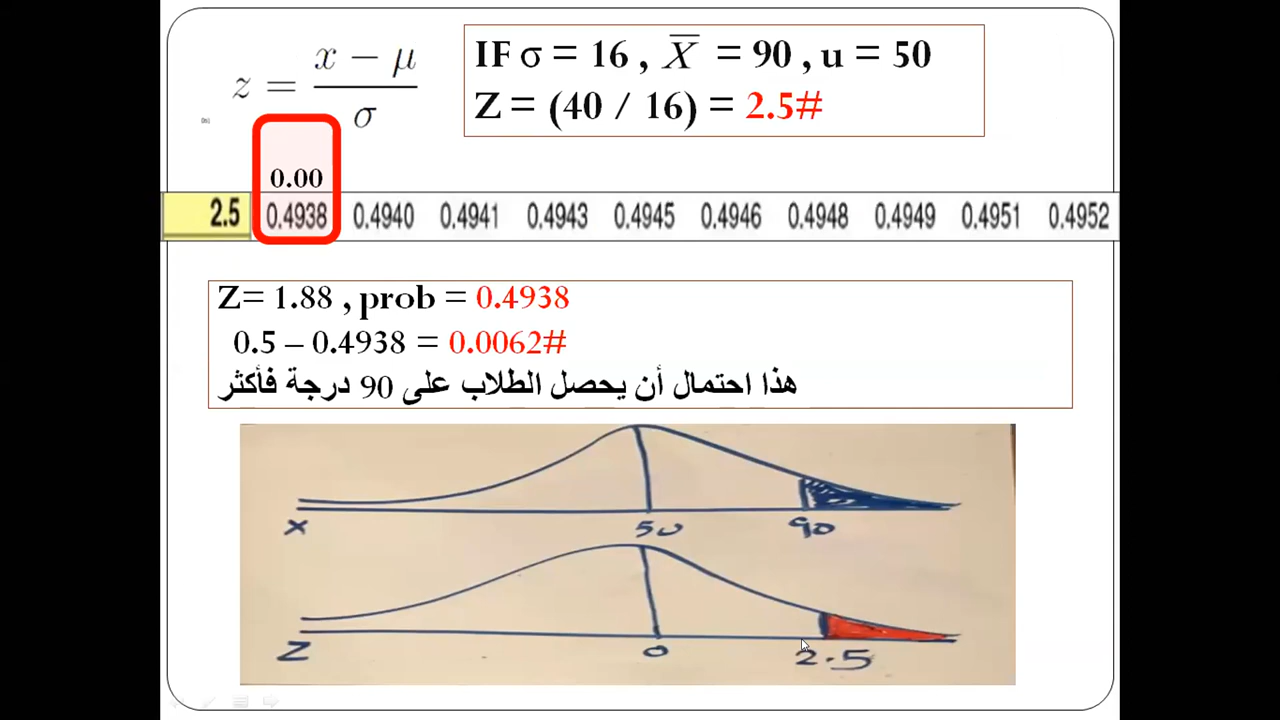 z = (x − μ) / σ
IF σ = 16 , X̅ = 90 , u = 50
Z = (40 / 16) = 2.5#
0.00
2.5 0.4938 0.4940 0.4941 0.4943 0.4945 0.4946 0.4948 0.4949 0.4951 0.4952
Z= 1.88 , prob = 0.4938
0.5 – 0.4938 = 0.0062#
هذا احتمال أن يحصل الطلاب على 90 درجة فأكثر
X 50 90
Z 0 2.5